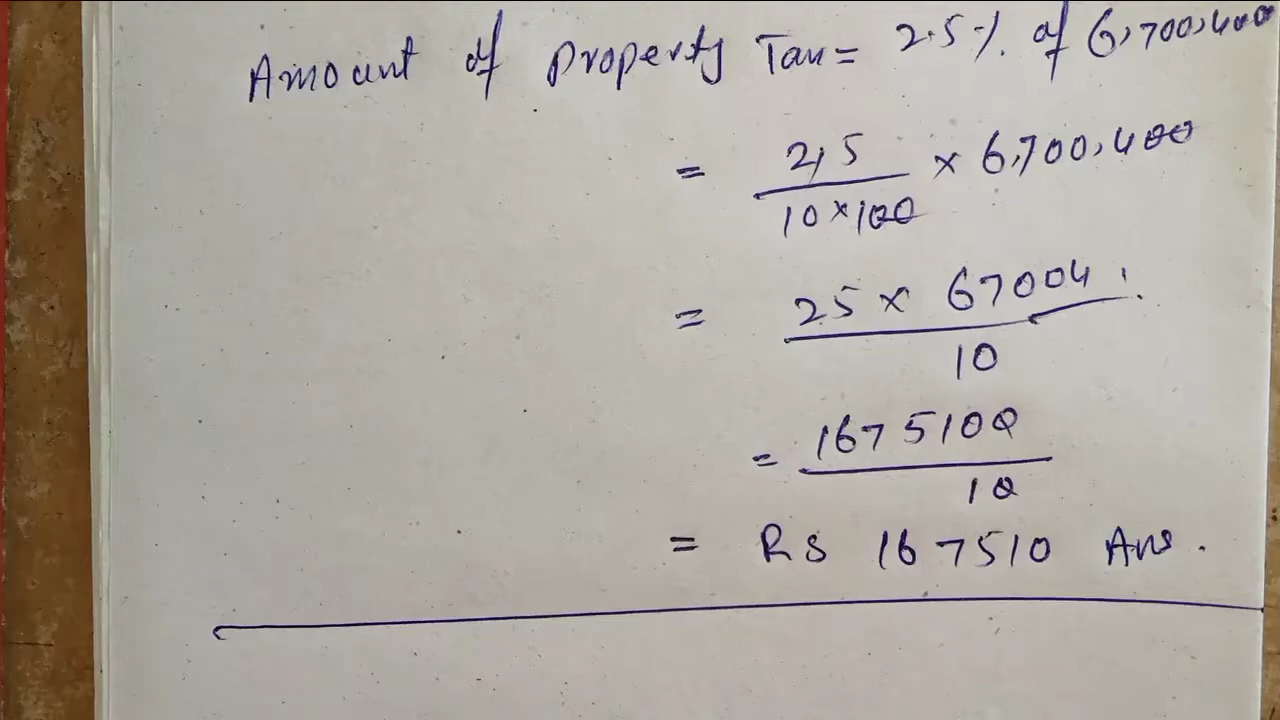 Amount of Property Tax = 2.5% of 6,700,400
= 2,5 / 10 × 100 × 6,700,400
= 25 × 67004 / 10
= 1675100 / 10
= RS 167510 Ans.